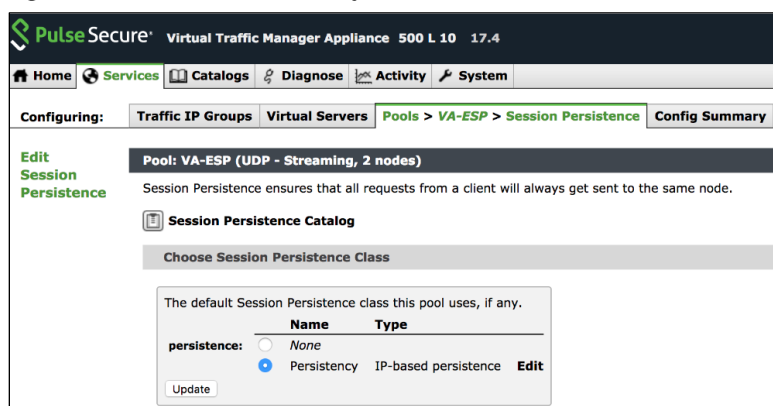 Pulse Secure Virtual Traffic Manager Appliance 500 L 10 17.4
Home Services Catalogs Diagnose Activity System
Configuring: Traffic IP Groups Virtual Servers Pools > VA-ESP > Session Persistence Config Summary
Edit
Session
Persistence
Pool: VA-ESP (UDP - Streaming, 2 nodes)
Session Persistence ensures that all requests from a client will always get sent to the same node.
Session Persistence Catalog
Choose Session Persistence Class
The default Session Persistence class this pool uses, if any.
Name Type
persistence: None
Persistency IP-based persistence Edit
Update